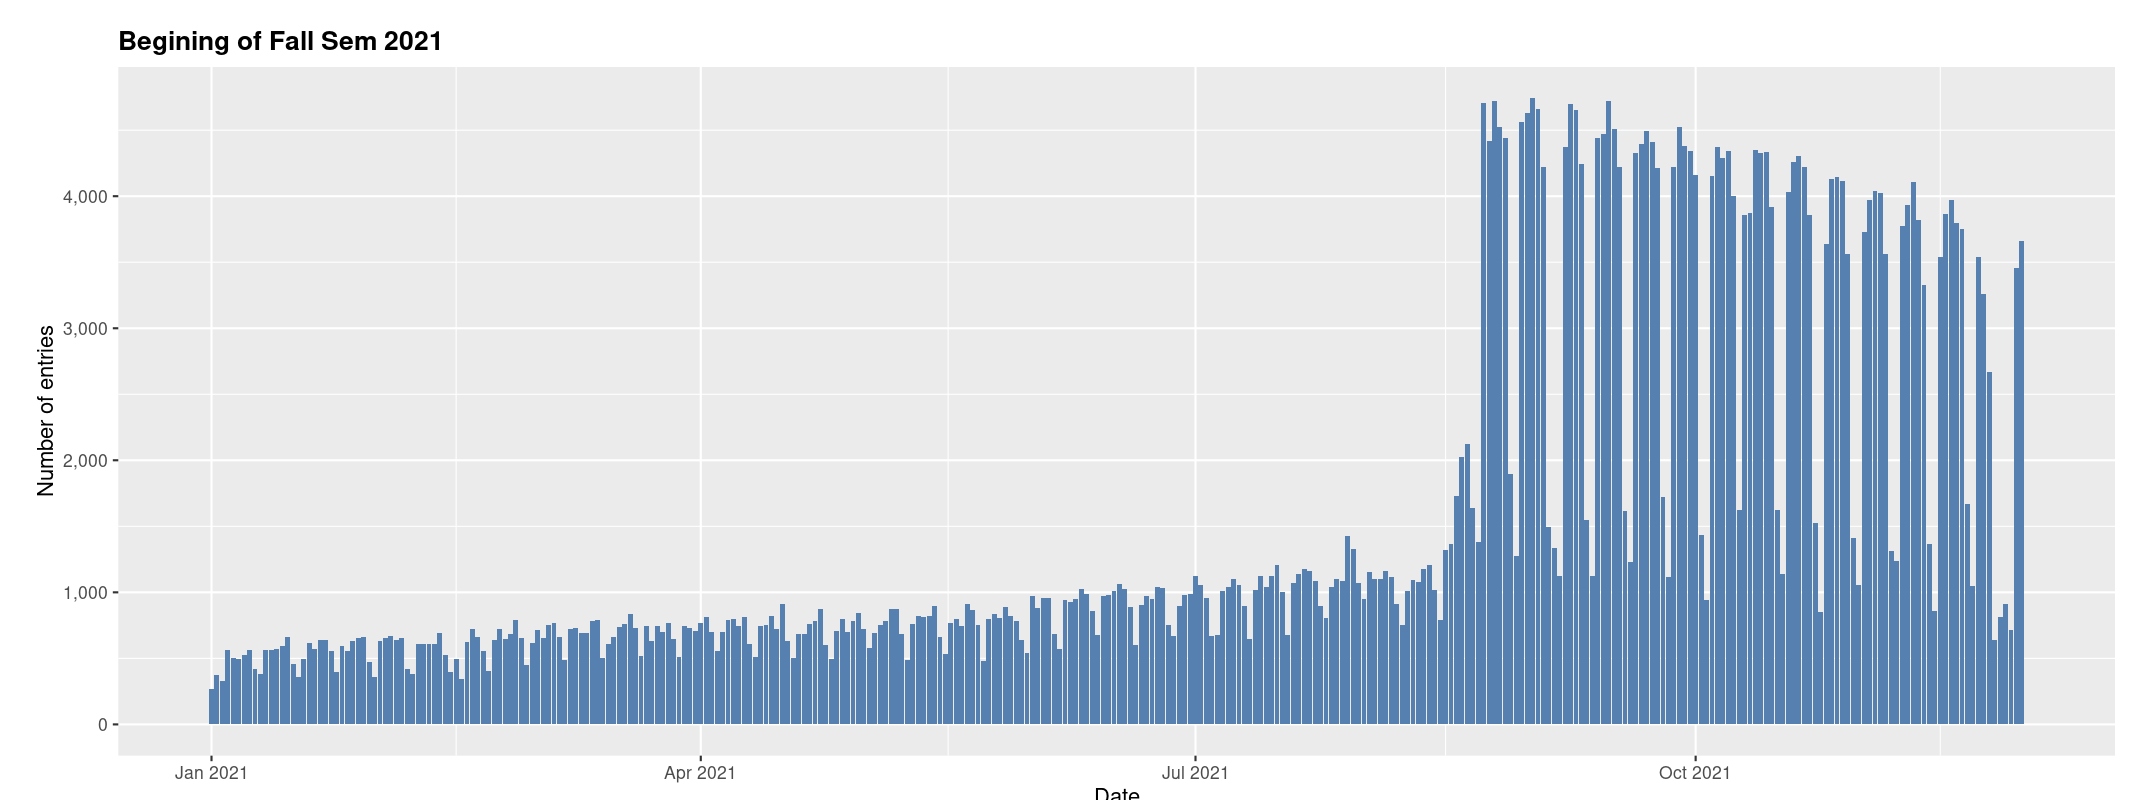 Begining of Fall Sem 2021
Number of entries
4,000
3,000
2,000
1,000
0
Jan 2021
Apr 2021
Jul 2021
Oct 2021
Date